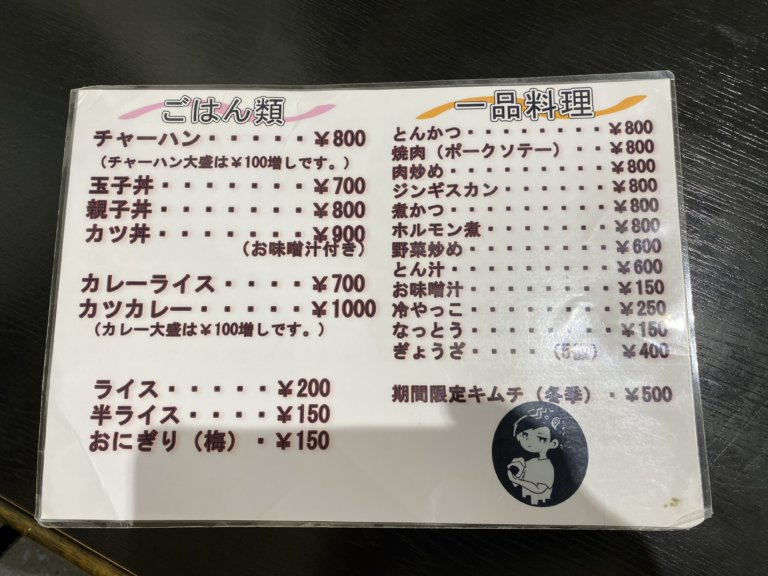 ごはん類
チャーハン・・・・・¥800
(チャーハン大盛は¥100増しです。)
玉子丼・・・・・・・¥700
親子丼・・・・・・・¥800
カツ丼・・・・・・・¥900
(お味噌汁付き)
カレーライス・・・・・¥700
カツカレー・・・・・¥1000
(カレー大盛は¥100増しです。)
ライス・・・・・¥200
半ライス・・・・¥150
おにぎり(梅)・¥150
一品料理
とんかつ・・・・・・・・¥800
焼肉(ポークソテー)・・¥800
肉炒め・・・・・・・・・¥800
ジンギスカン・・・・・・¥800
煮かつ・・・・・・・・・¥800
ホルモン煮・・・・・・・¥800
野菜炒め・・・・・・・・¥600
とん汁・・・・・・・・・¥600
お味噌汁・・・・・・・・¥150
冷やっこ・・・・・・・・¥250
なっとう・・・・・・・・¥150
ぎょうざ・・・・(5個) ¥400
期間限定キムチ(冬季)・¥500